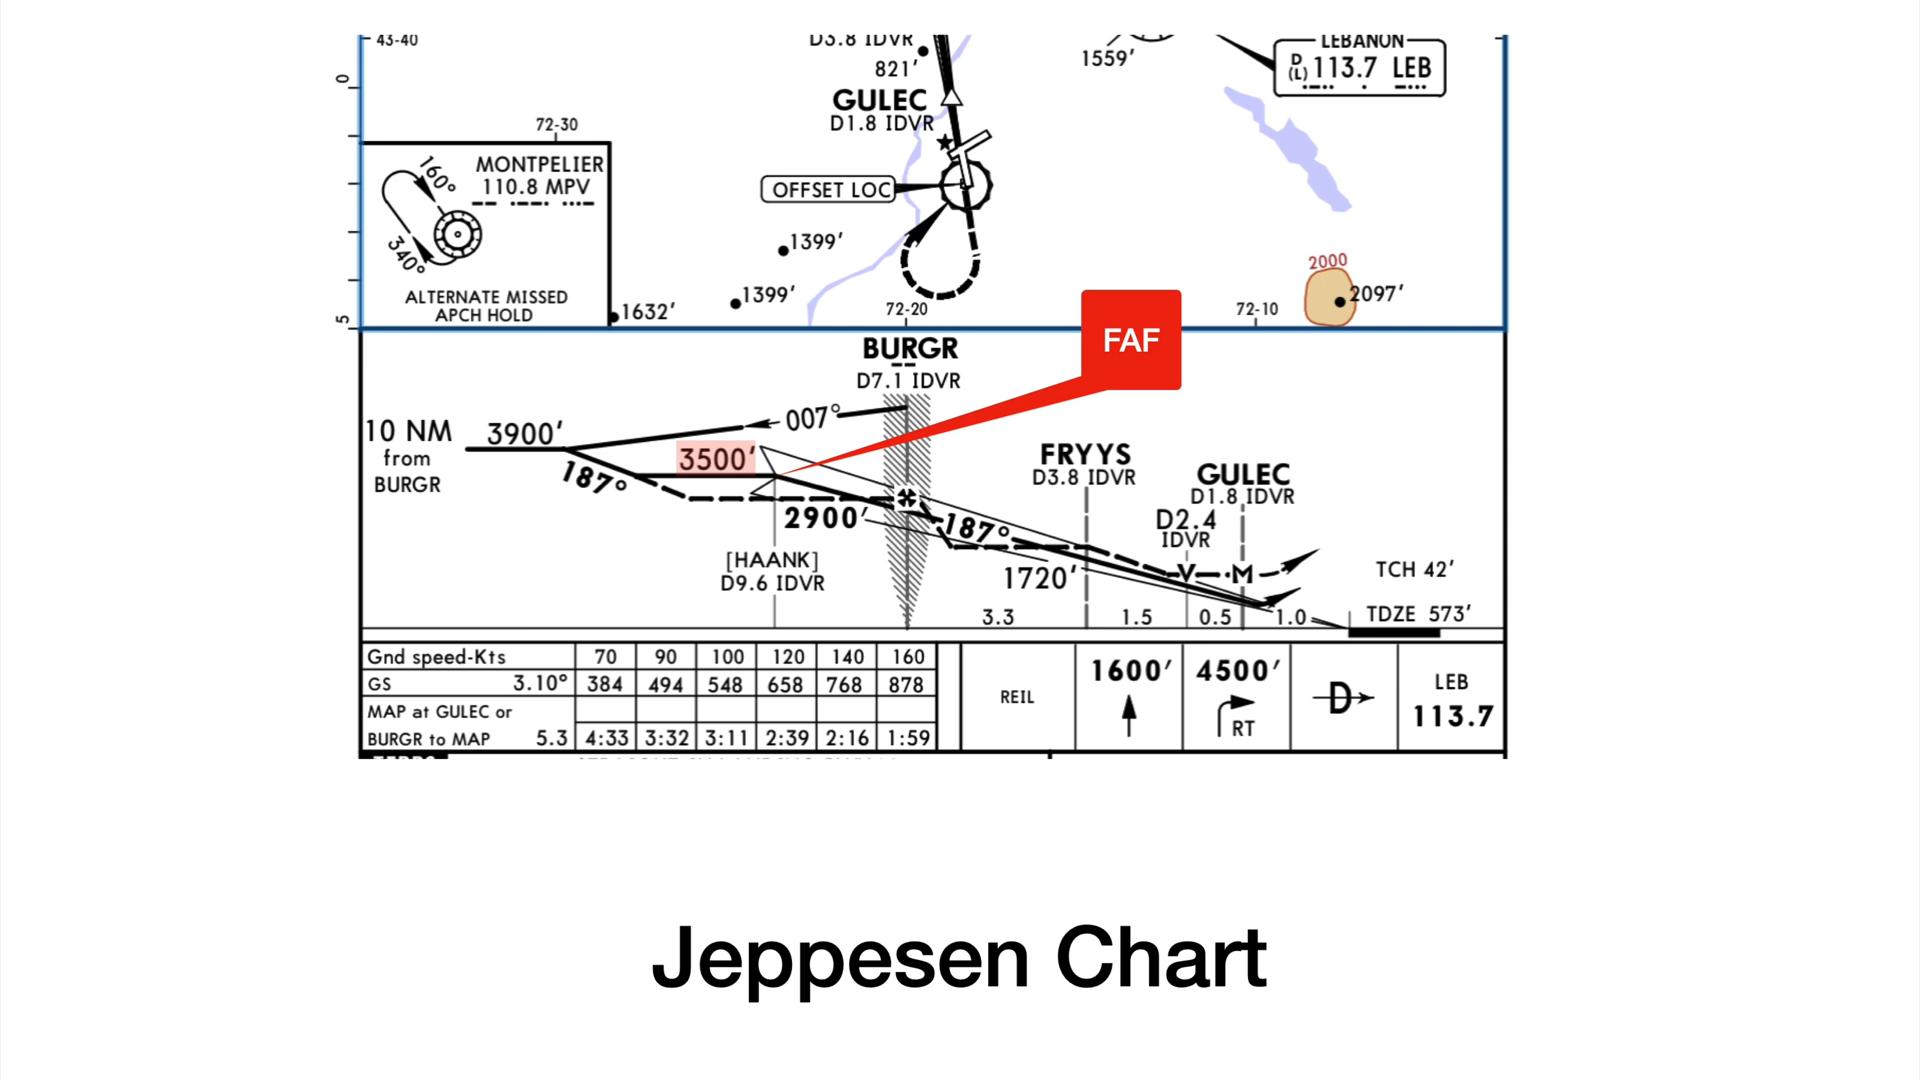 43-40
D3.8 IDVR
821'
1559'
LEBANON
D
(L) 113.7 LEB
0
GULEC
D1.8 IDVR
72-30
MONTPELIER
110.8 MPV
160°
340°
OFFSET LOC
1399'
2000
ALTERNATE MISSED
APCH HOLD
1399'
2097'
1632'
72-20
72-10
5
FAF
BURGR
D7.1 IDVR
007°
10 NM
from
BURGR
3900'
3500'
187°
FRYYS
D3.8 IDVR
GULEC
D1.8 IDVR
2900'
187°
D2.4
IDVR
V
M
[HAANK]
D9.6 IDVR
1720'
TCH 42'
3.3
1.5
0.5
1.0
TDZE 573'
Gnd speed-Kts 70 90 100 120 140 160
GS 3.10° 384 494 548 658 768 878
MAP at GULEC or
BURGR to MAP 5.3 4:33 3:32 3:11 2:39 2:16 1:59
REIL
1600'
4500'
RT
D
LEB
113.7
Jeppesen Chart